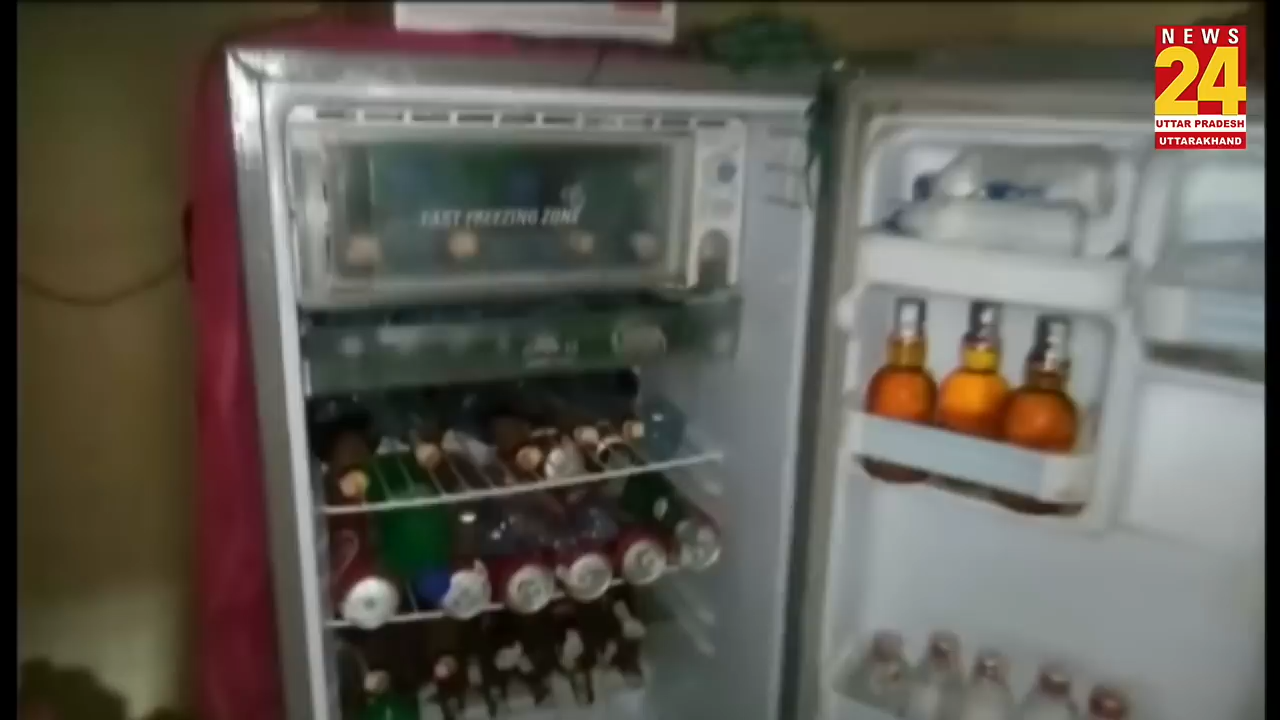 NEWS
24
UTTAR PRADESH
UTTARAKHAND
FAST FREEZING ZONE